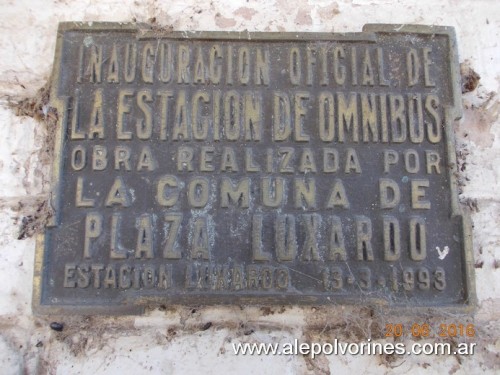 INAUGURACION OFICIAL DE
LA ESTACION DE OMNIBUS
OBRA REALIZADA POR
LA COMUNA DE
PLAZA LUXARDO
ESTACION LUXARDO 13-3-1993
20 08 2016
www.alepolvorines.com.ar